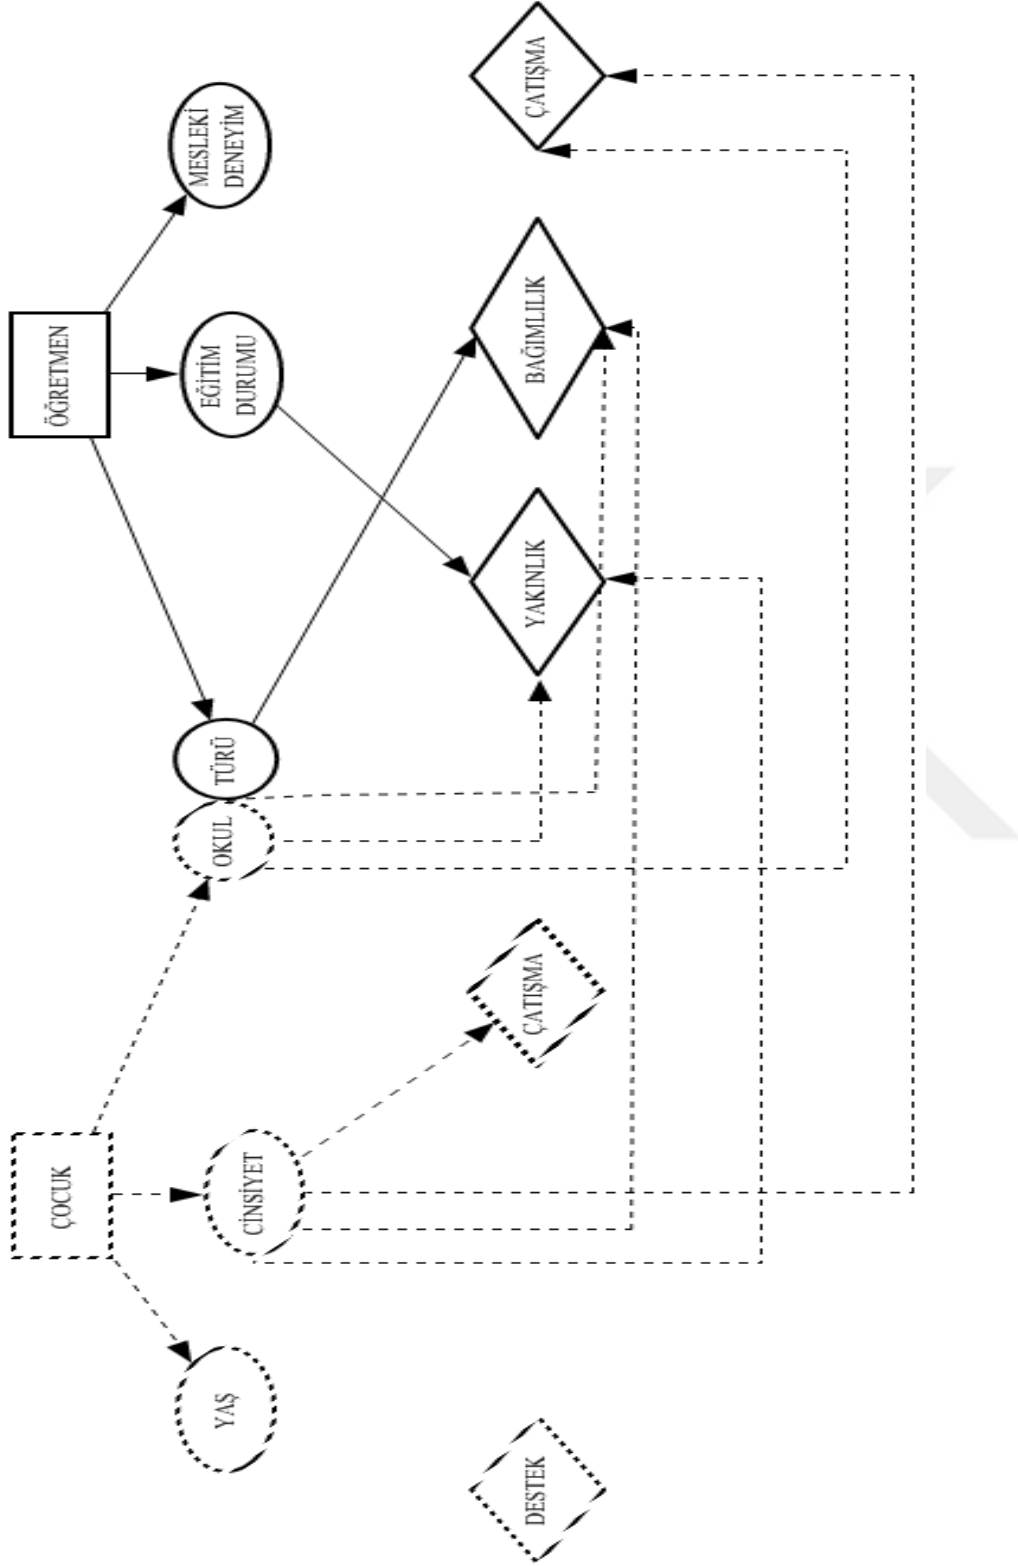 ÇOCUK
ÖĞRETMEN
YAŞ
CİNSİYET
OKUL
TÜRÜ
EĞİTİM
DURUMU
MESLEKİ
DENEYİM
DESTEK
ÇATIŞMA
YAKINLIK
BAĞIMLILIK
ÇATIŞMA